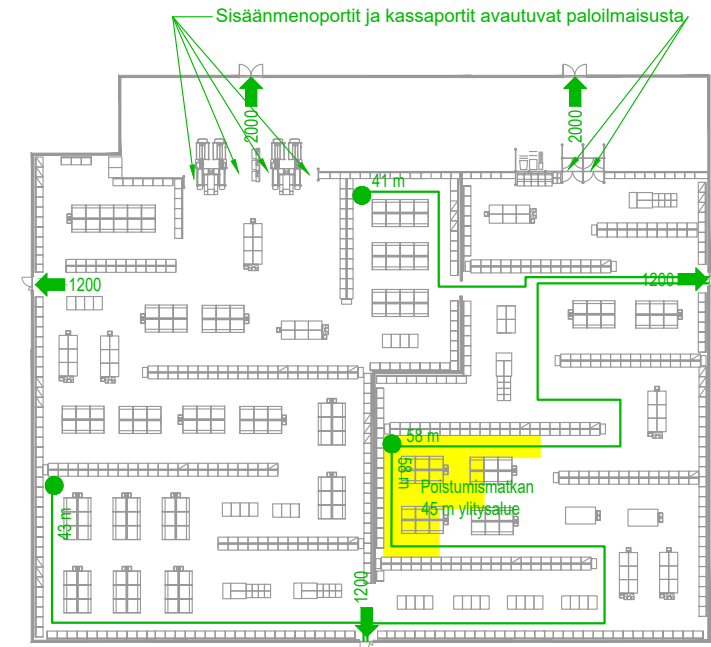 Sisäänmenoportit ja kassaportit avautuvat paloilmaisusta
2000
2000
41 m
1200
1200
58 m
58 m
Poistumismatkan
45 m ylitysalue
43 m
1200